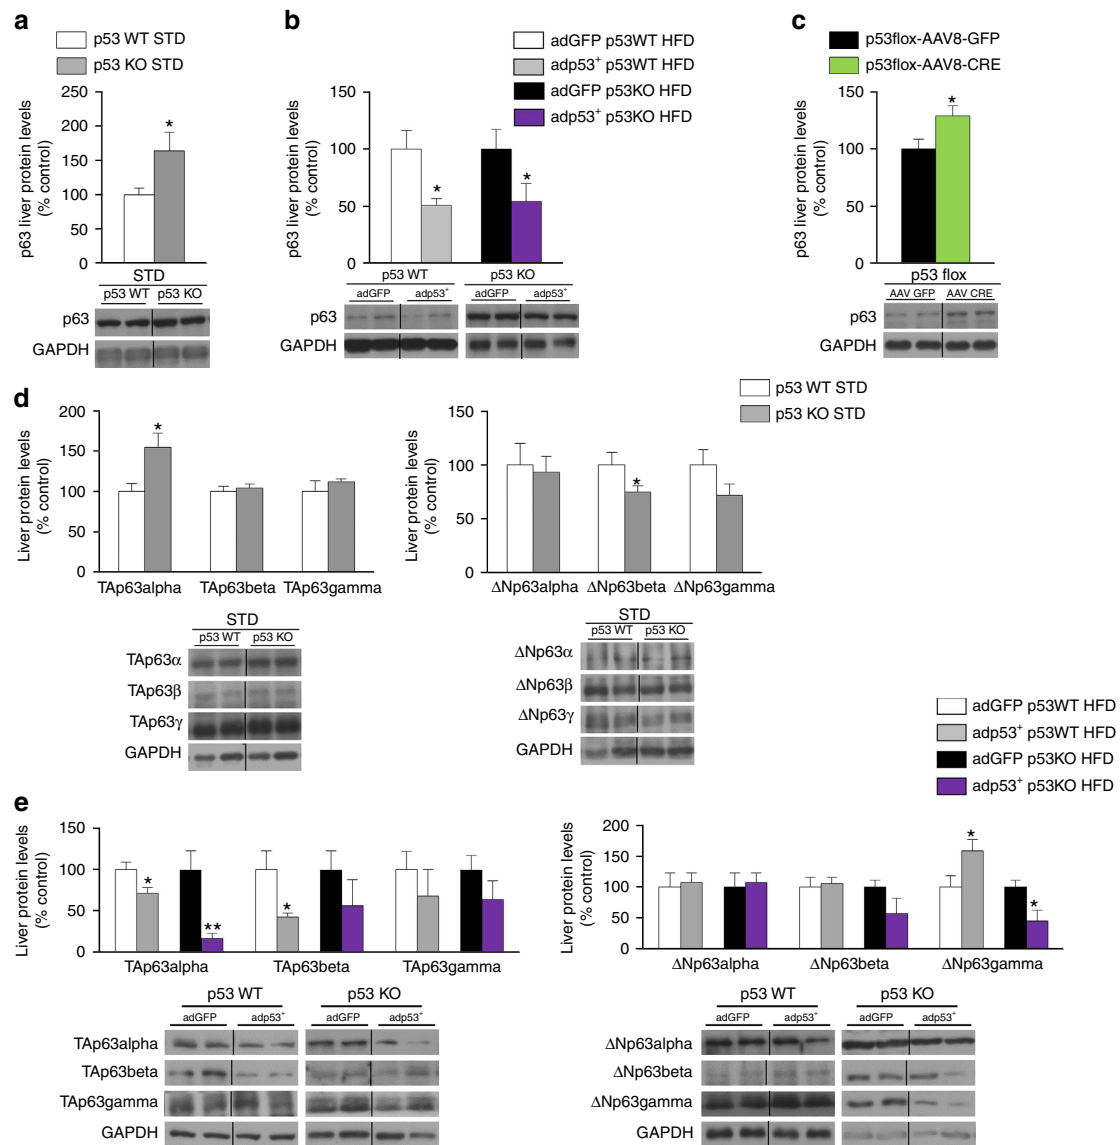 a
p53 WT STD
p53 KO STD
p63 liver protein levels
(% control)
250
200
150
100
50
0
*
STD
p53 WT p53 KO
p63
GAPDH
b
adGFP p53WT HFD
adp53+ p53WT HFD
adGFP p53KO HFD
adp53+ p53KO HFD
p63 liver protein levels
(% control)
150
100
50
0
* *
p53 WT p53 KO
adGFP adp53+ adGFP adp53+
p63
GAPDH
c
p53flox-AAV8-GFP
p53flox-AAV8-CRE
p63 liver protein levels
(% control)
150
100
50
0
*
p53 flox
AAV GFP AAV CRE
p63
GAPDH
d
p53 WT STD
p53 KO STD
Liver protein levels
(% control)
200
150
100
50
0
*
TAp63alpha TAp63beta TAp63gamma
STD
p53 WT p53 KO
TAp63α
TAp63β
TAp63γ
GAPDH
Liver protein levels
(% control)
150
100
50
0
*
ΔNp63alpha ΔNp63beta ΔNp63gamma
STD
p53 WT p53 KO
ΔNp63α
ΔNp63β
ΔNp63γ
GAPDH
adGFP p53WT HFD
adp53+ p53WT HFD
adGFP p53KO HFD
adp53+ p53KO HFD
e
Liver protein levels
(% control)
150
100
50
0
* ** *
TAp63alpha TAp63beta TAp63gamma
p53 WT p53 KO
adGFP adp53+ adGFP adp53+
TAp63alpha
TAp63beta
TAp63gamma
GAPDH
Liver protein levels
(% control)
200
150
100
50
0
* *
ΔNp63alpha ΔNp63beta ΔNp63gamma
p53 WT p53 KO
adGFP adp53+ adGFP adp53+
ΔNp63alpha
ΔNp63beta
ΔNp63gamma
GAPDH